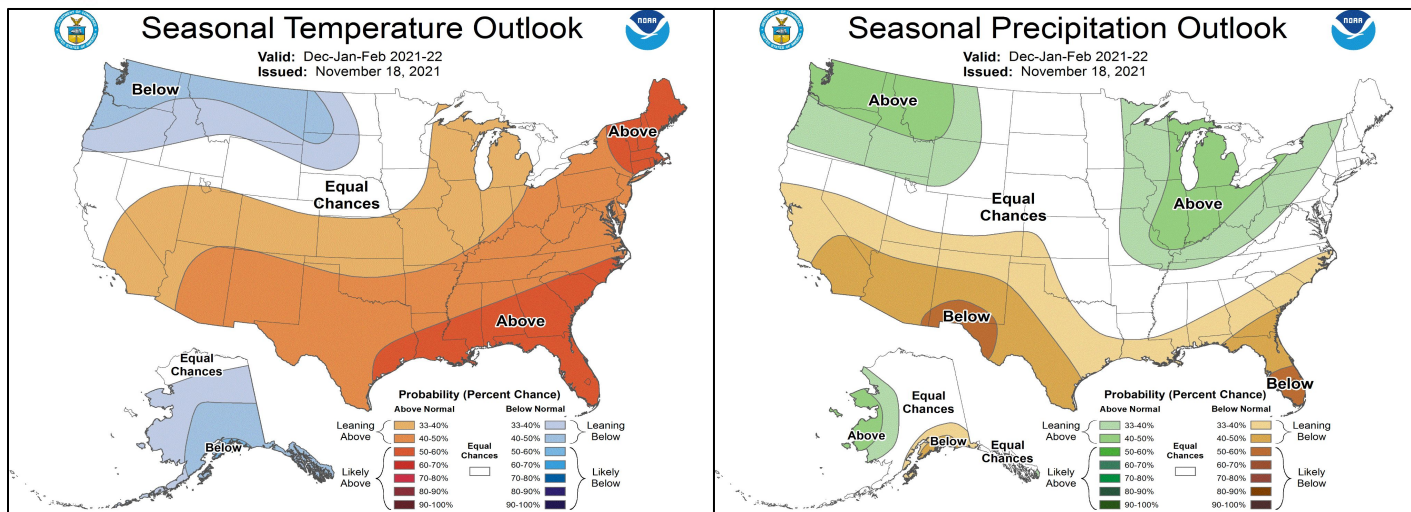 Seasonal Temperature Outlook
NOAA
Valid: Dec-Jan-Feb 2021-22
Issued: November 18, 2021
Below
Above
Equal
Chances
Above
Equal
Chances
Below
Probability (Percent Chance)
Above Normal
Below Normal
Leaning
Above
33-40%
40-50%
50-60%
60-70%
70-80%
80-90%
90-100%
Likely
Above
Equal
Chances
33-40%
40-50%
50-60%
60-70%
70-80%
80-90%
90-100%
Leaning
Below
Likely
Below
Seasonal Precipitation Outlook
NOAA
Valid: Dec-Jan-Feb 2021-22
Issued: November 18, 2021
Above
Equal
Chances
Above
Below
Below
Equal
Chances
Above
Below
Equal
Chances
Probability (Percent Chance)
Above Normal
Below Normal
Leaning
Above
33-40%
40-50%
50-60%
60-70%
70-80%
80-90%
90-100%
Likely
Above
Equal
Chances
33-40%
40-50%
50-60%
60-70%
70-80%
80-90%
90-100%
Leaning
Below
Likely
Below